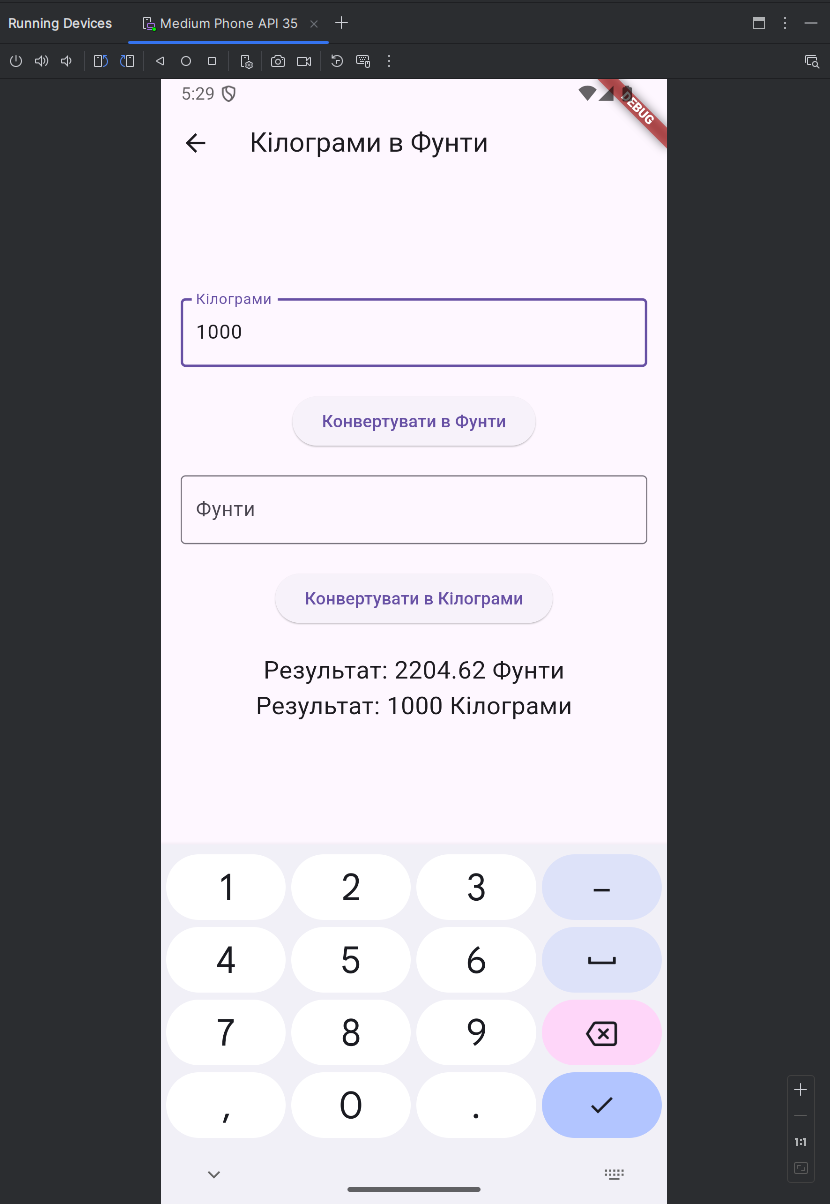 Running Devices
Medium Phone API 35
5:29
DEBUG
Кілограми в Фунти
Кілограми
1000
Конвертувати в Фунти
Фунти
Конвертувати в Кілограми
Результат: 2204.62 Фунти
Результат: 1000 Кілограми
1 2 3 –
4 5 6
7 8 9
, 0 .
1:1